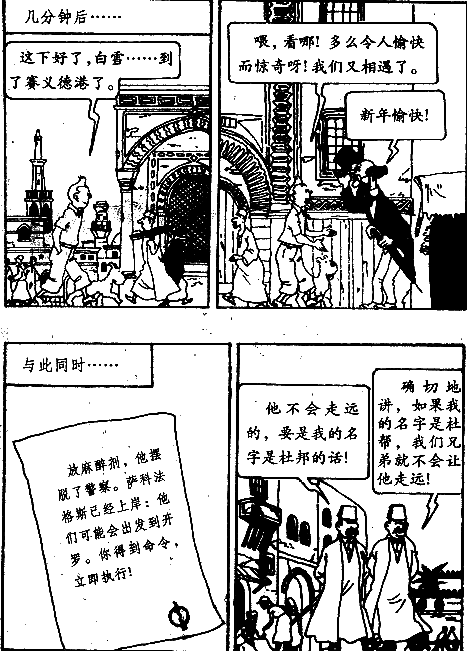 几分钟后……
这下好了，白雪……到
了赛义德港了。
喂，看哪！多么令人愉快
而惊奇呀！我们又相遇了。
新年愉快！
与此同时……
放麻醉剂，他摆
脱了警察。萨科法
格斯已经上岸：他
们可能会出发到开
罗。你得到命令，
立即执行！
他不会走远
的，要是我的名
字是杜邦的话！
确切地
讲，如果我
的名字是杜
帮，我们兄
弟就不会让
他走远！